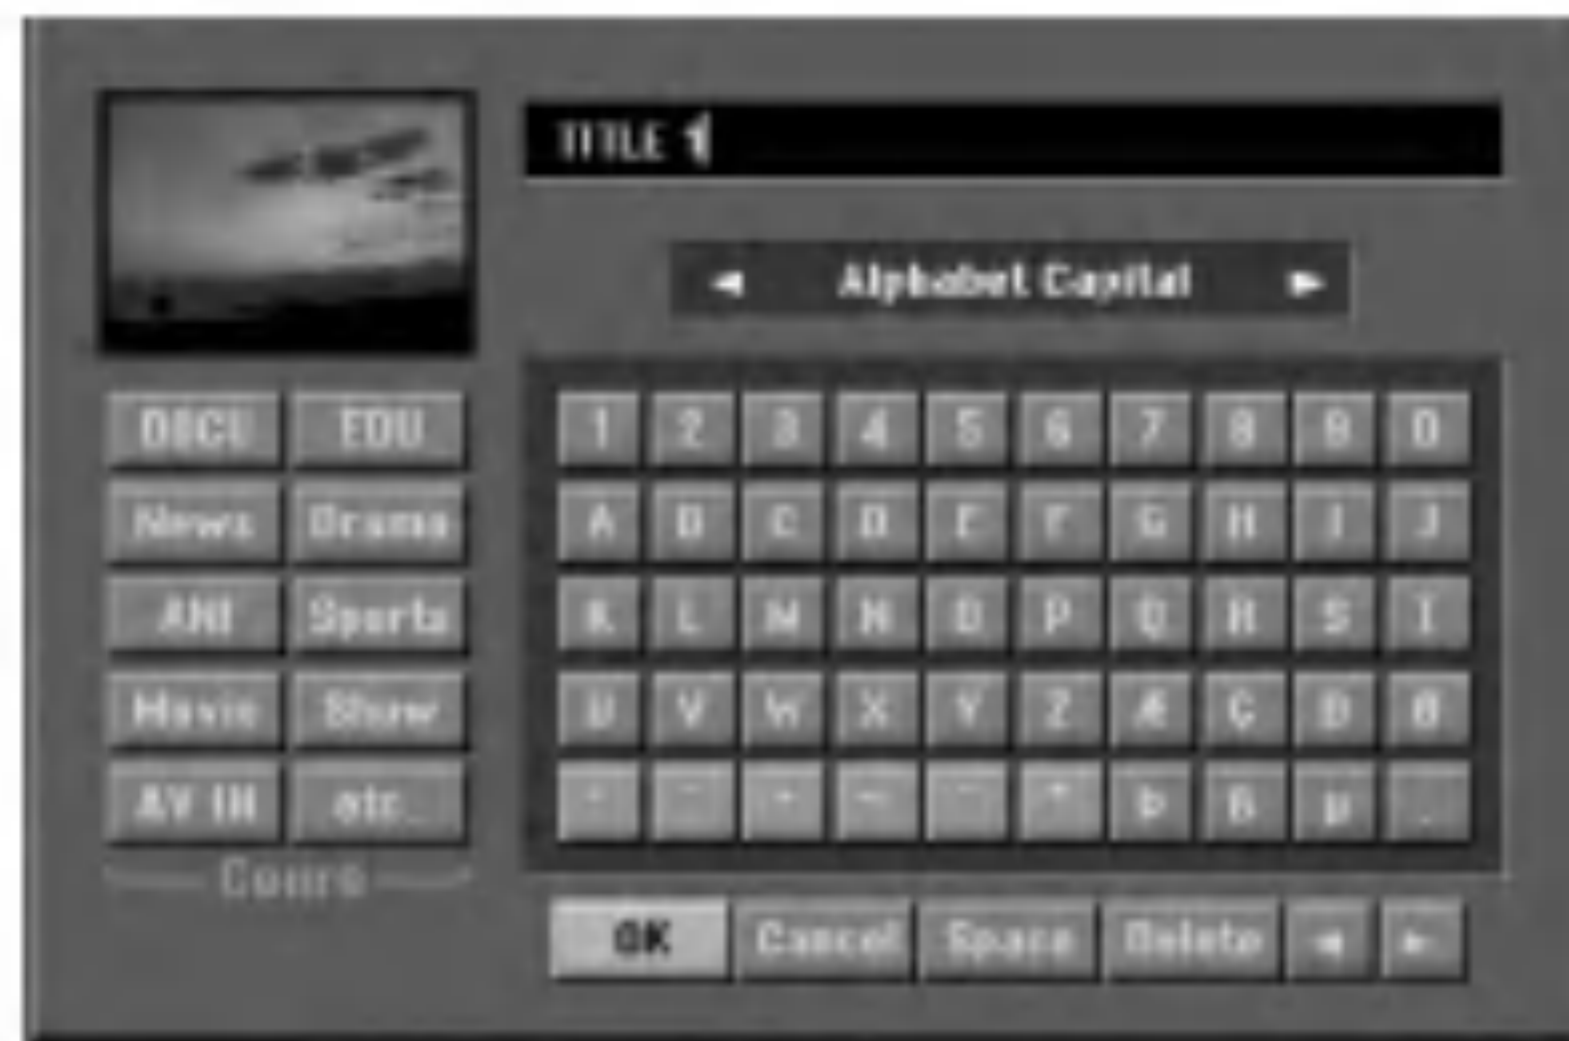 TITLE 1
◄ Alphabet Capital ►
DOCU EDU
News Drama
ANI Sports
Movie Show
AV IN etc..
Genre
1 2 3 4 5 6 7 8 9 0
A B C D E F G H I J
K L M N O P Q R S T
U V W X Y Z Æ Ç Ð Ø
Þ ß µ .
OK Cancel Space Delete ◄ ►